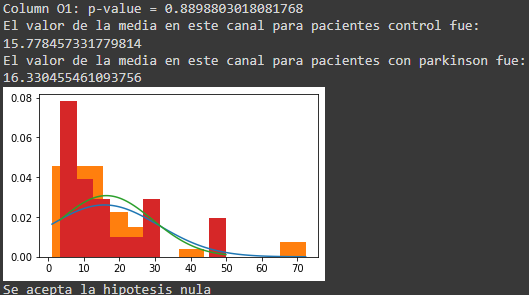 Column O1: p-value = 0.8898803018081768
El valor de la media en este canal para pacientes control fue:
15.778457331779814
El valor de la media en este canal para pacientes con parkinson fue:
16.330455461093756
0.08
0.06
0.04
0.02
0.00
0 10 20 30 40 50 60 70
Se acepta la hipotesis nula